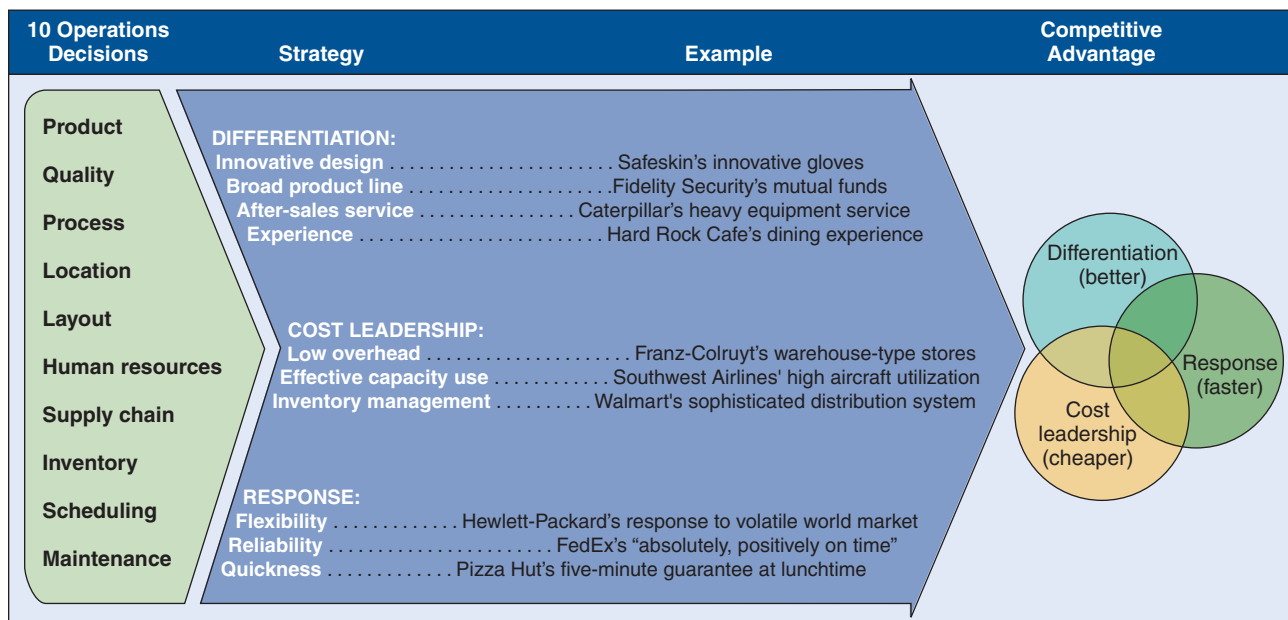 10 Operations
Decisions
Strategy
Example
Competitive
Advantage
Product
Quality
Process
Location
Layout
Human resources
Supply chain
Inventory
Scheduling
Maintenance
DIFFERENTIATION:
Innovative design . . . . . . . . . . . . . . . . . . . . . . . . Safeskin’s innovative gloves
Broad product line . . . . . . . . . . . . . . . . . . . . . .Fidelity Security’s mutual funds
After-sales service . . . . . . . . . . . . . . . . Caterpillar’s heavy equipment service
Experience . . . . . . . . . . . . . . . . . . . . . . . . . Hard Rock Cafe’s dining experience
COST LEADERSHIP:
Low overhead . . . . . . . . . . . . . . . . . . . . . Franz-Colruyt’s warehouse-type stores
Effective capacity use . . . . . . . . . . . . Southwest Airlines' high aircraft utilization
Inventory management . . . . . . . . . . Walmart's sophisticated distribution system
RESPONSE:
Flexibility . . . . . . . . . . . . . Hewlett-Packard’s response to volatile world market
Reliability . . . . . . . . . . . . . . . . . . . . . . . . FedEx’s “absolutely, positively on time”
Quickness . . . . . . . . . . . . . Pizza Hut’s five-minute guarantee at lunchtime
Differentiation
(better)
Response
(faster)
Cost
leadership
(cheaper)